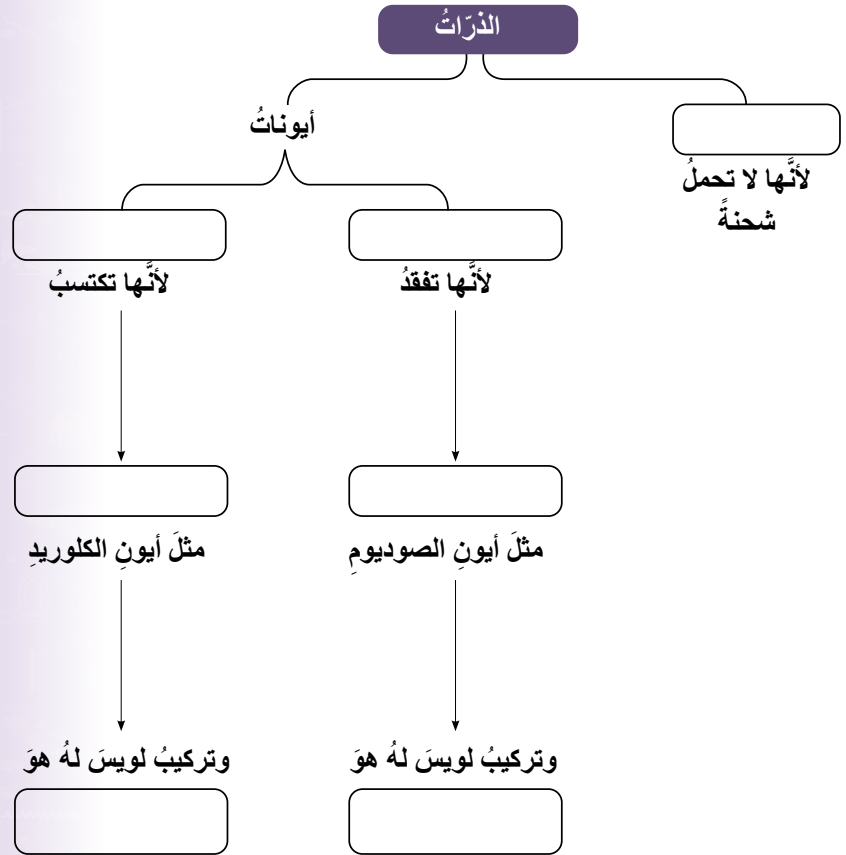 الذرّاتُ
أيوناتُ
لأنَّها لا تحملُ
شحنةً
لأنَّها تفقدُ
لأنَّها تكتسبُ
مثلَ أيونِ الصوديومِ
مثلَ أيونِ الكلوريدِ
وتركيبُ لويسَ لهُ هوَ
وتركيبُ لويسَ لهُ هوَ